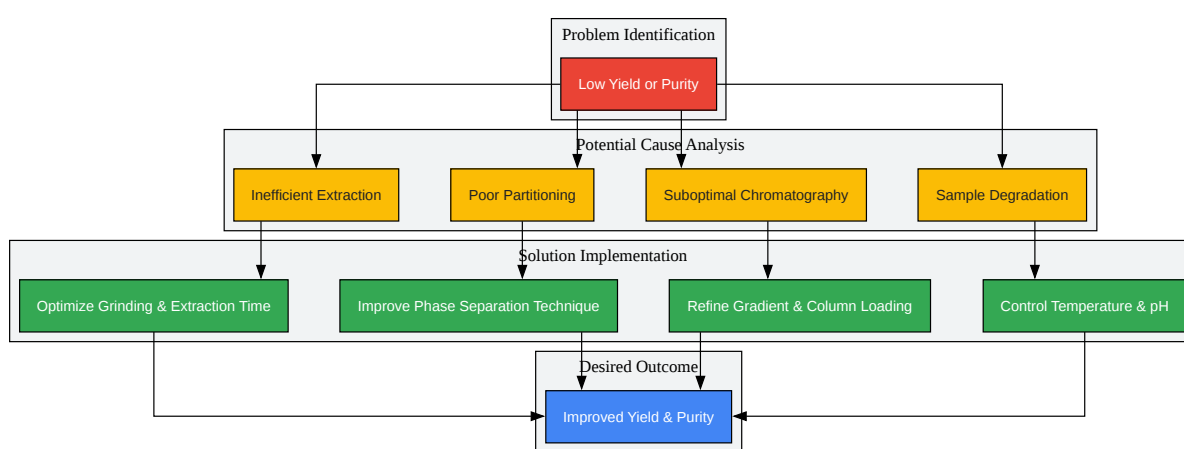 Problem Identification
Low Yield or Purity
Potential Cause Analysis
Inefficient Extraction
Poor Partitioning
Suboptimal Chromatography
Sample Degradation
Solution Implementation
Optimize Grinding & Extraction Time
Improve Phase Separation Technique
Refine Gradient & Column Loading
Control Temperature & pH
Desired Outcome
Improved Yield & Purity